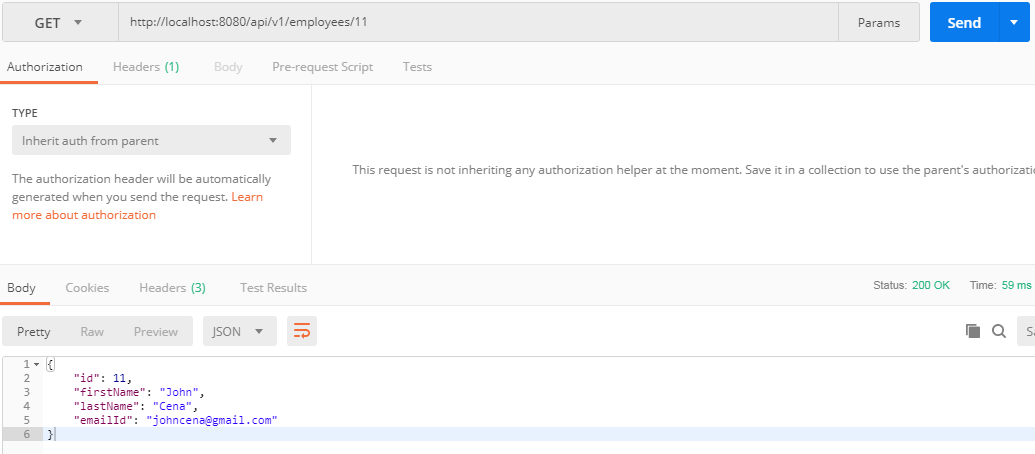 GET http://localhost:8080/api/v1/employees/11 Params Send
Authorization Headers (1) Body Pre-request Script Tests
TYPE
Inherit auth from parent
The authorization header will be automatically
generated when you send the request. Learn
more about authorization
This request is not inheriting any authorization helper at the moment. Save it in a collection to use the parent's authorizatio
Body Cookies Headers (3) Test Results Status: 200 OK Time: 59 ms
Pretty Raw Preview JSON Sa
1 {
2 "id": 11,
3 "firstName": "John",
4 "lastName": "Cena",
5 "emailId": "johncena@gmail.com"
6 }